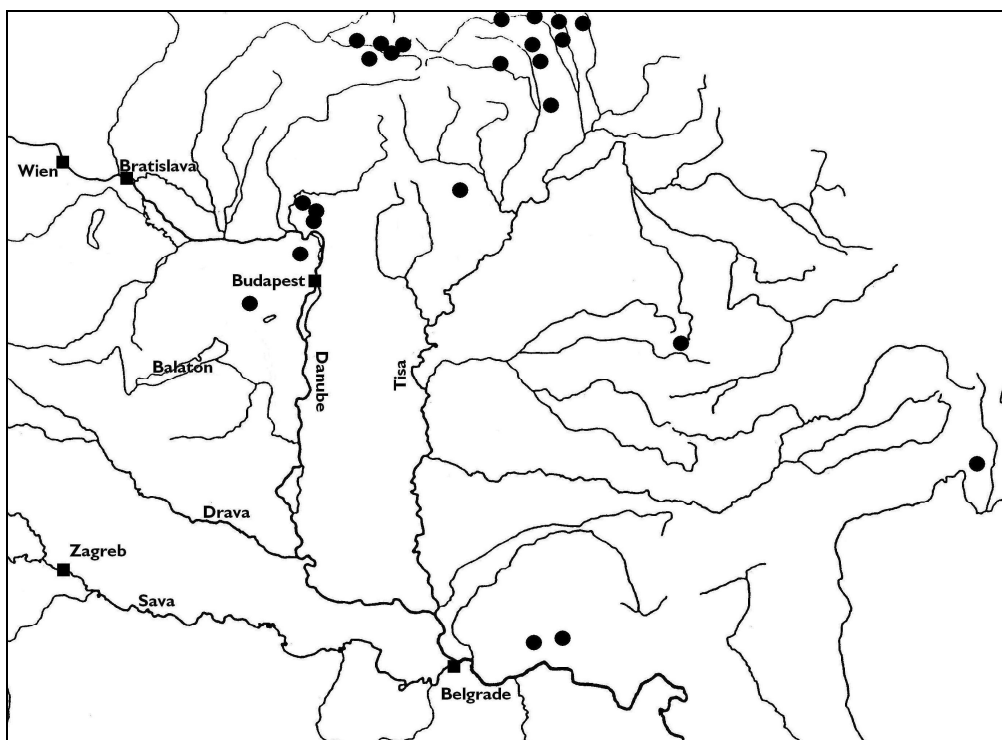 Wien
Bratislava
Budapest
Balaton
Danube
Tisa
Drava
Zagreb
Sava
Belgrade